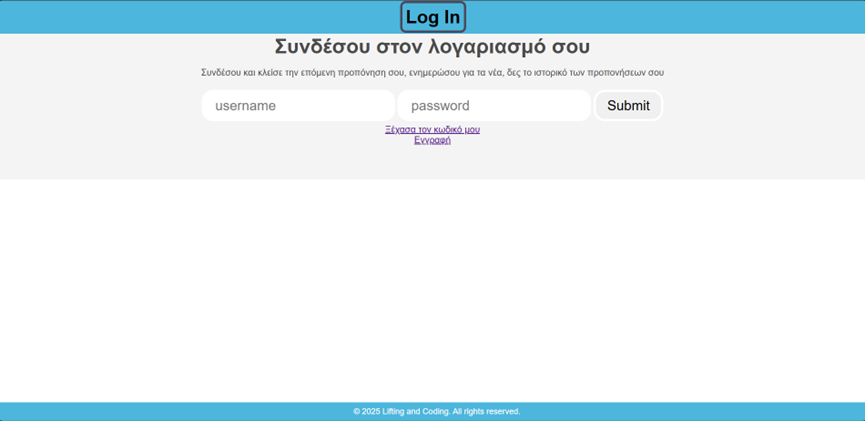 Log In
Συνδέσου στον λογαριασμό σου
Συνδέσου και κλείσε την επόμενη προπόνηση σου, ενημερώσου για τα νέα, δες το ιστορικό των προπονήσεων σου
username password Submit
Ξέχασα τον κωδικό μου
Εγγραφή
© 2025 Lifting and Coding. All rights reserved.